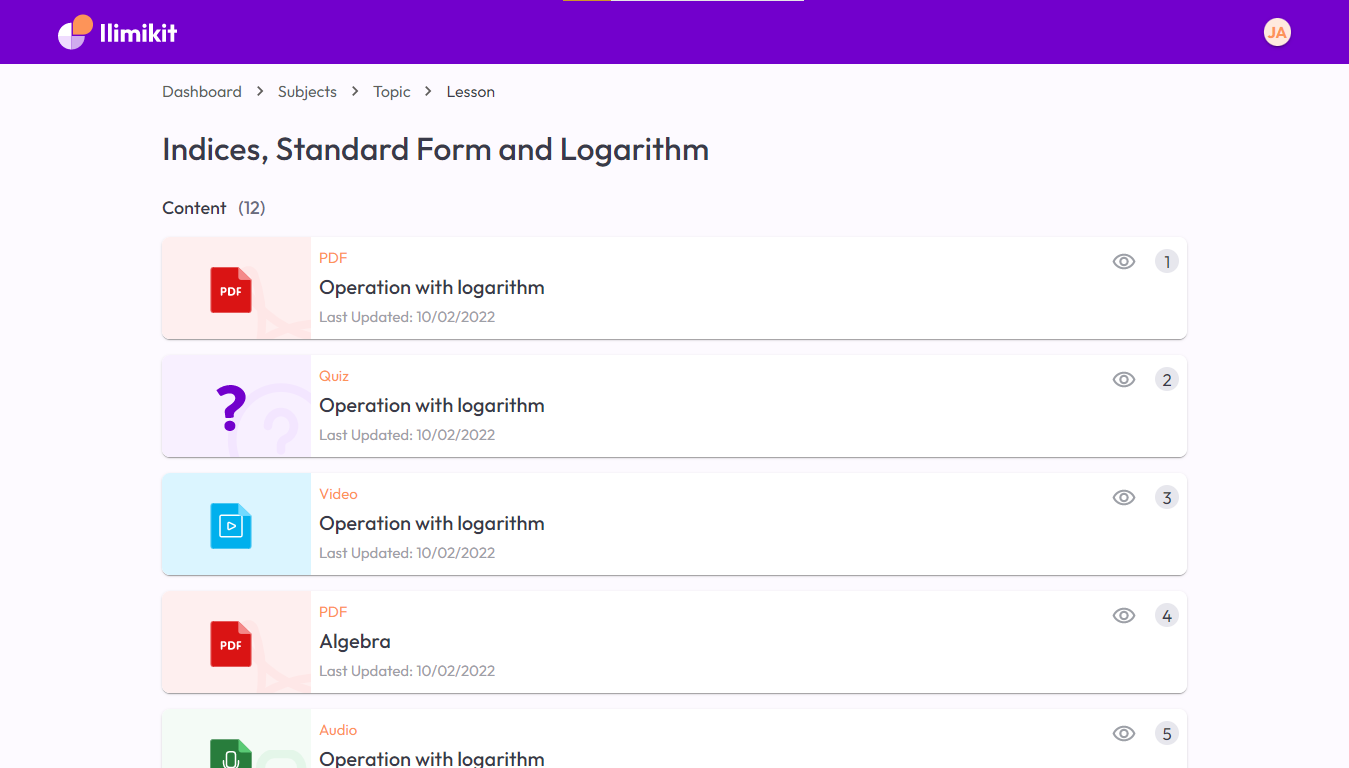 Ilimikit
JA
Dashboard > Subjects > Topic > Lesson
Indices, Standard Form and Logarithm
Content (12)
PDF
PDF
Operation with logarithm
Last Updated: 10/02/2022
1
?
Quiz
Operation with logarithm
Last Updated: 10/02/2022
2
Video
Operation with logarithm
Last Updated: 10/02/2022
3
PDF
PDF
Algebra
Last Updated: 10/02/2022
4
Audio
Operation with logarithm
5